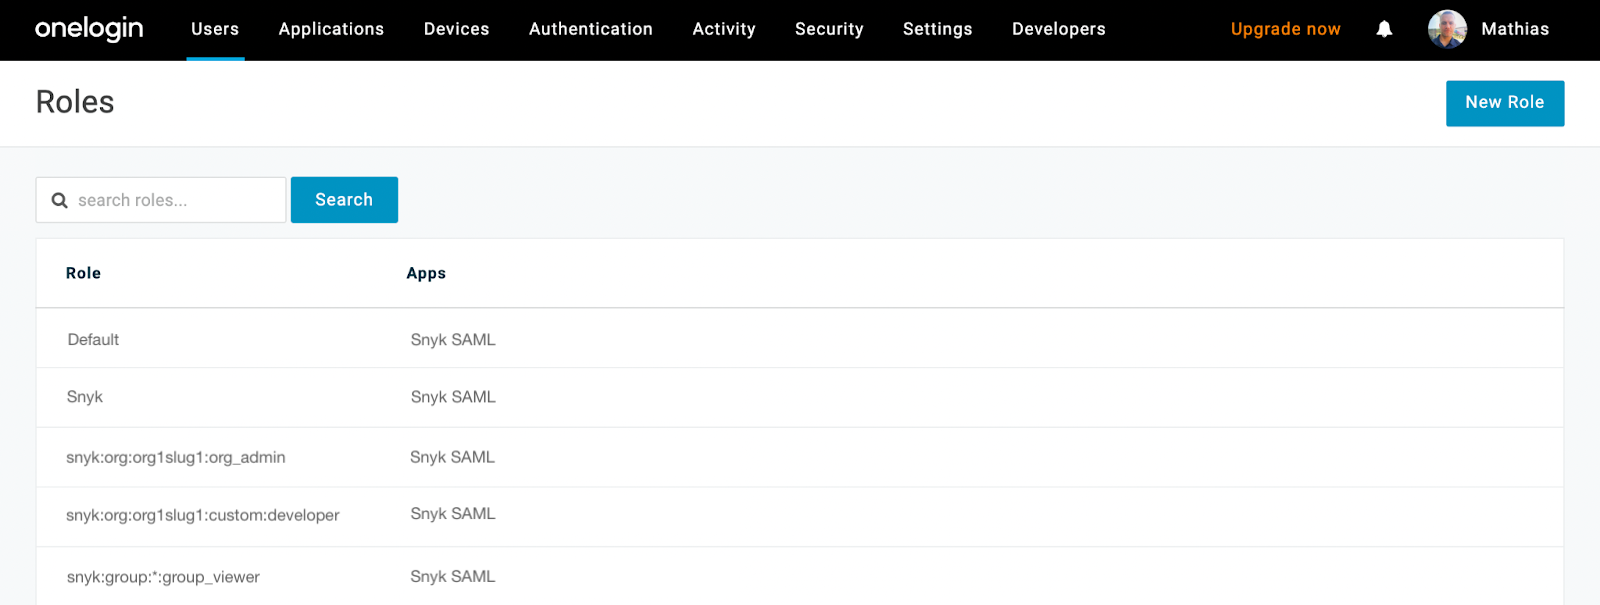 onelogin Users Applications Devices Authentication Activity Security Settings Developers Upgrade now Mathias
Roles New Role
search roles... Search
Role Apps
Default Snyk SAML
Snyk Snyk SAML
snyk:org:org1slug1:org_admin Snyk SAML
snyk:org:org1slug1:custom:developer Snyk SAML
snyk:group:*:group_viewer Snyk SAML